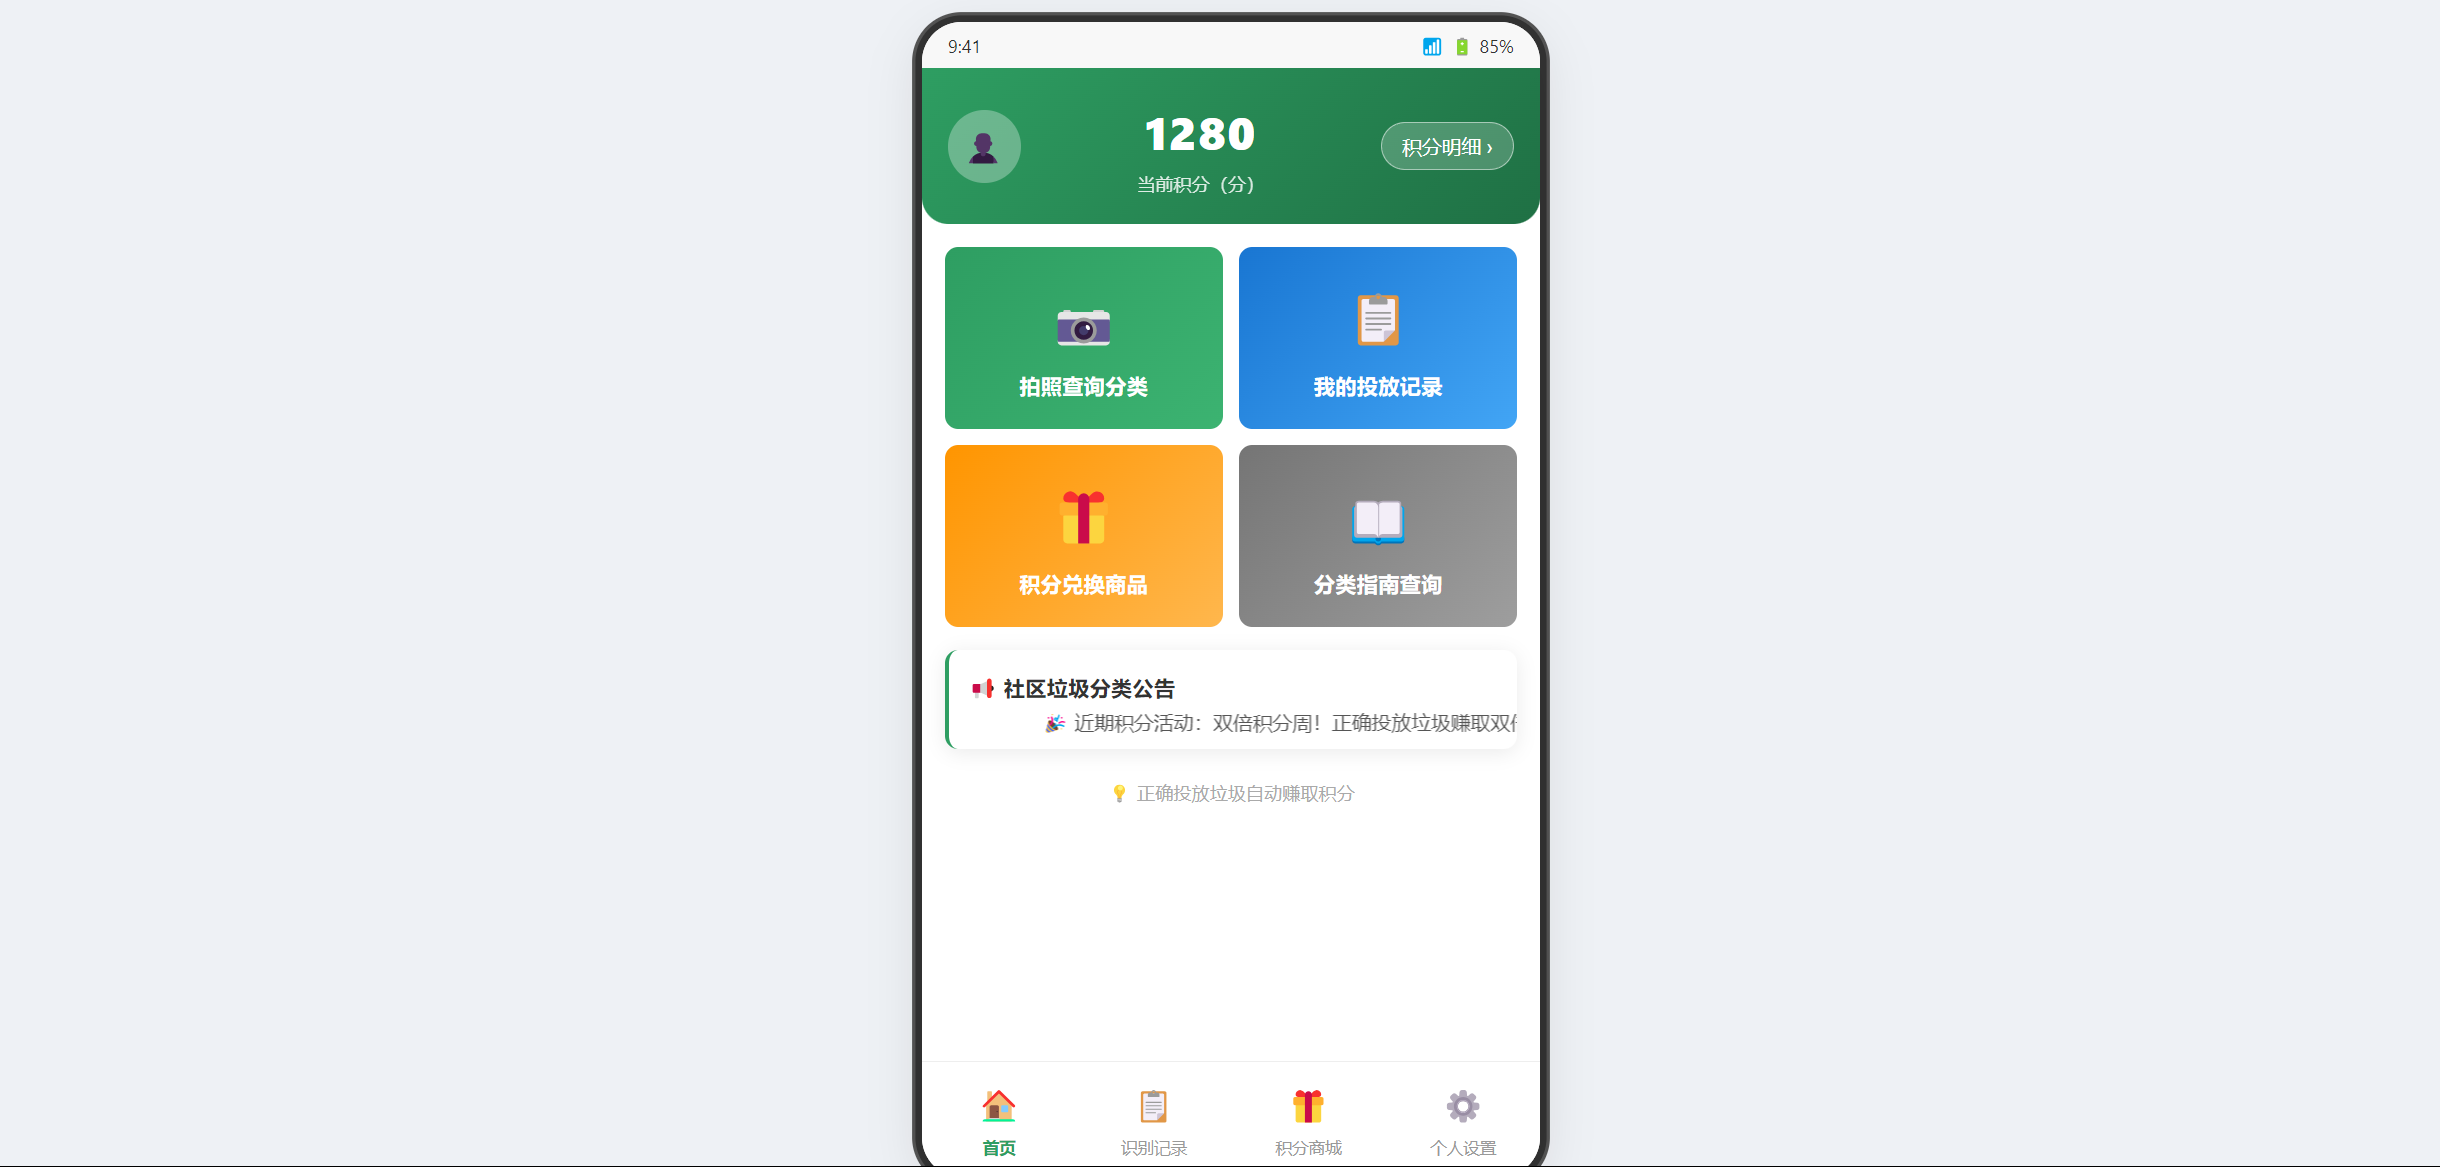 9:41
85%
1280
当前积分（分）
积分明细 ›
拍照查询分类
我的投放记录
积分兑换商品
分类指南查询
社区垃圾分类公告
近期积分活动：双倍积分周！正确投放垃圾赚取双
正确投放垃圾自动赚取积分
首页
识别记录
积分商城
个人设置